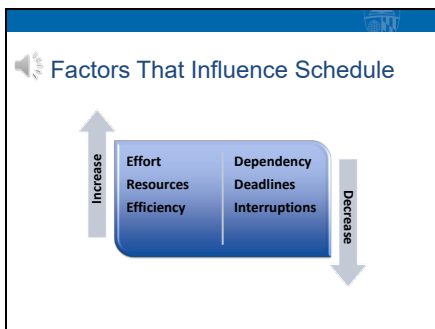 Factors That Influence Schedule
Increase
Effort
Resources
Efficiency
Dependency
Deadlines
Interruptions
Decrease